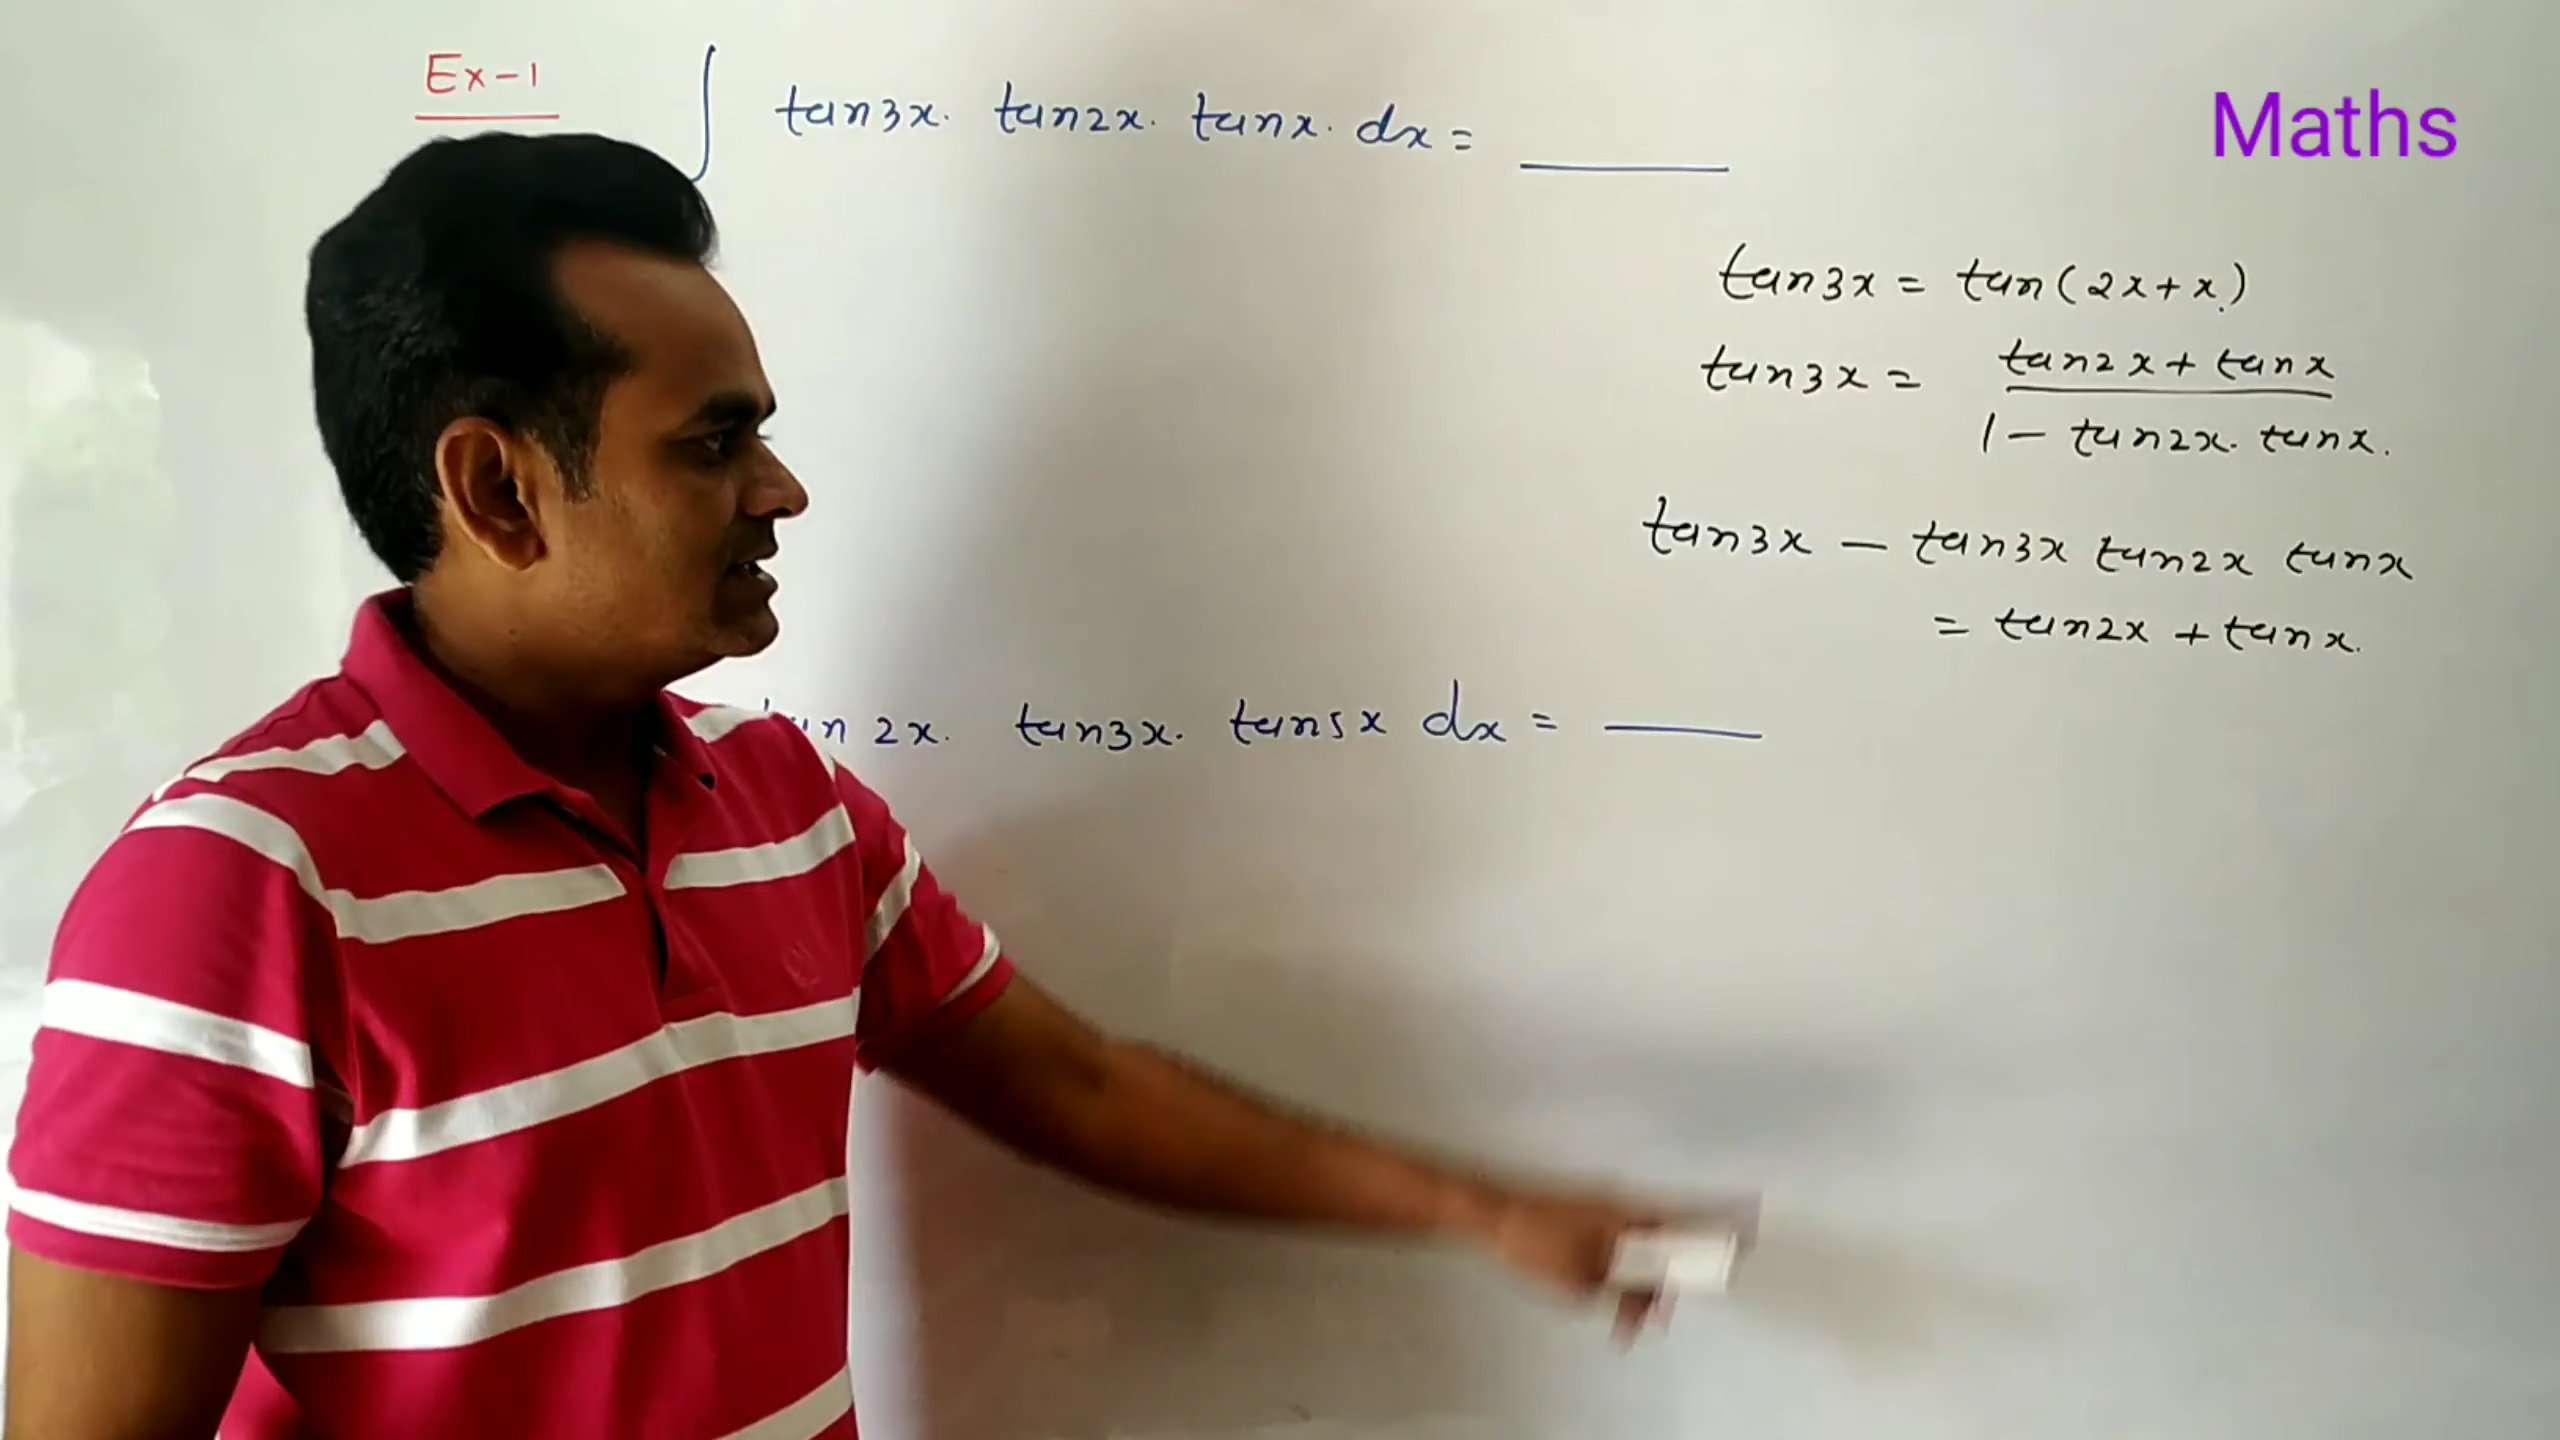 Ex-1
∫ tan3x. tan2x. tanx. dx = ____
Maths
tan3x = tan(2x+x.)
tan3x = tan2x + tanx
1 - tan2x. tanx.
tan3x - tan3x tan2x tanx
= tan2x + tanx.
2x. tan3x. tan5x dx = ____